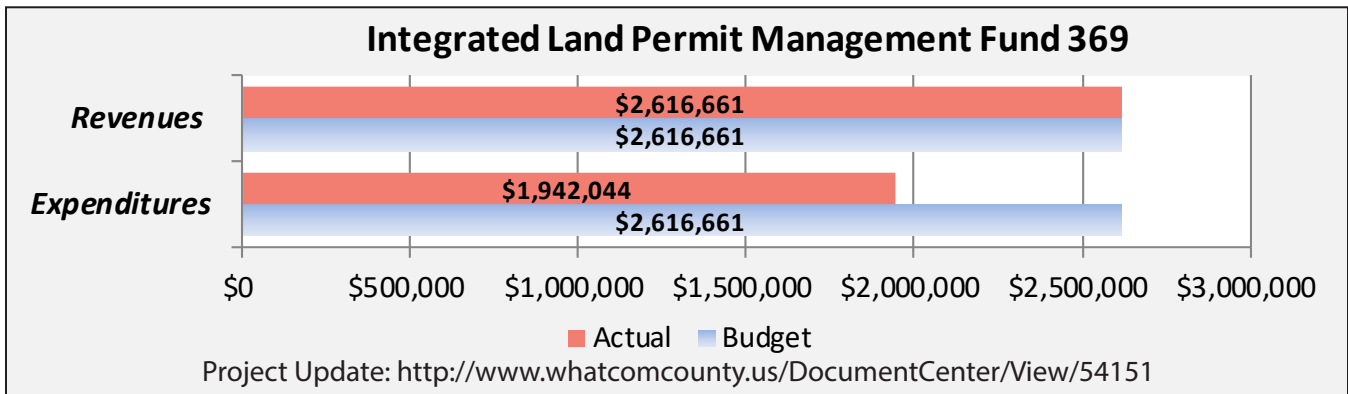 Integrated Land Permit Management Fund 369
Revenues
$2,616,661
$2,616,661
Expenditures
$1,942,044
$2,616,661
$0 $500,000 $1,000,000 $1,500,000 $2,000,000 $2,500,000 $3,000,000
Actual Budget
Project Update: http://www.whatcomcounty.us/DocumentCenter/View/54151